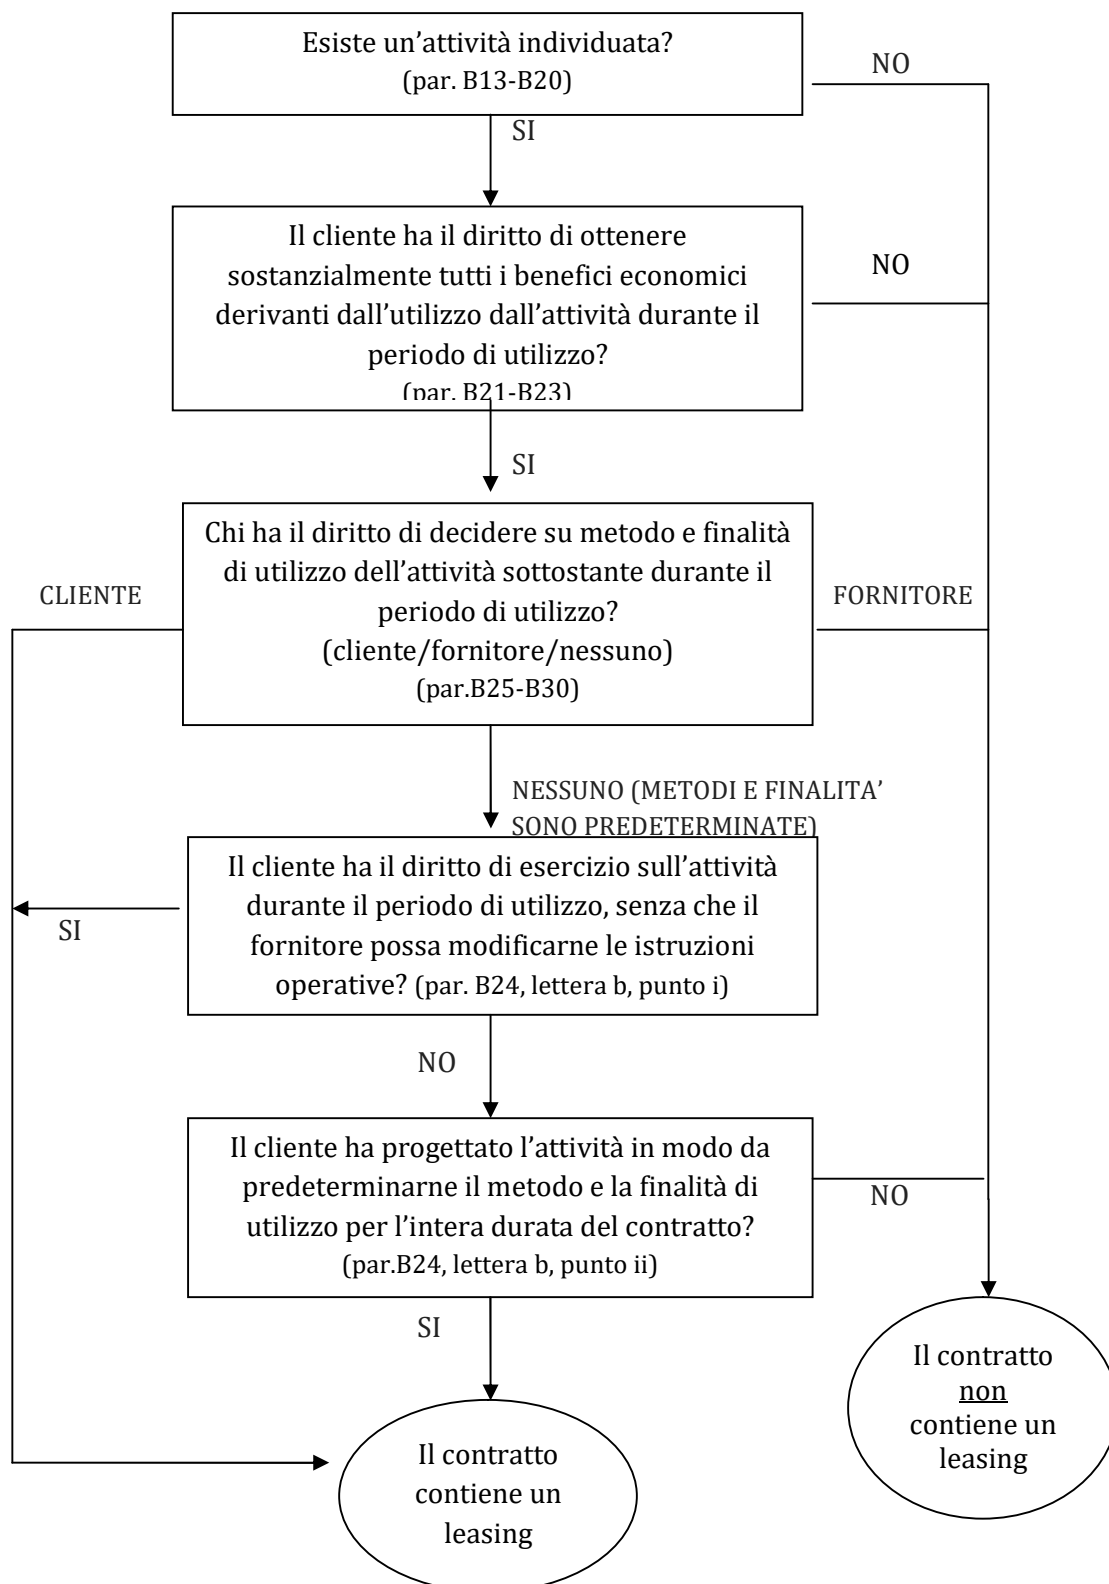 Esiste un’attività individuata?
(par. B13-B20)
NO
SI
Il cliente ha il diritto di ottenere
sostanzialmente tutti i benefici economici
derivanti dall’utilizzo dall’attività durante il
periodo di utilizzo?
(par. B21-B23)
NO
SI
Chi ha il diritto di decidere su metodo e finalità
di utilizzo dell’attività sottostante durante il
periodo di utilizzo?
(cliente/fornitore/nessuno)
(par.B25-B30)
CLIENTE
FORNITORE
NESSUNO (METODI E FINALITA’
SONO PREDETERMINATE)
Il cliente ha il diritto di esercizio sull’attività
durante il periodo di utilizzo, senza che il
fornitore possa modificarne le istruzioni
operative? (par. B24, lettera b, punto i)
SI
NO
Il cliente ha progettato l’attività in modo da
predeterminarne il metodo e la finalità di
utilizzo per l’intera durata del contratto?
(par.B24, lettera b, punto ii)
NO
SI
Il contratto
non
contiene un
leasing
Il contratto
contiene un
leasing